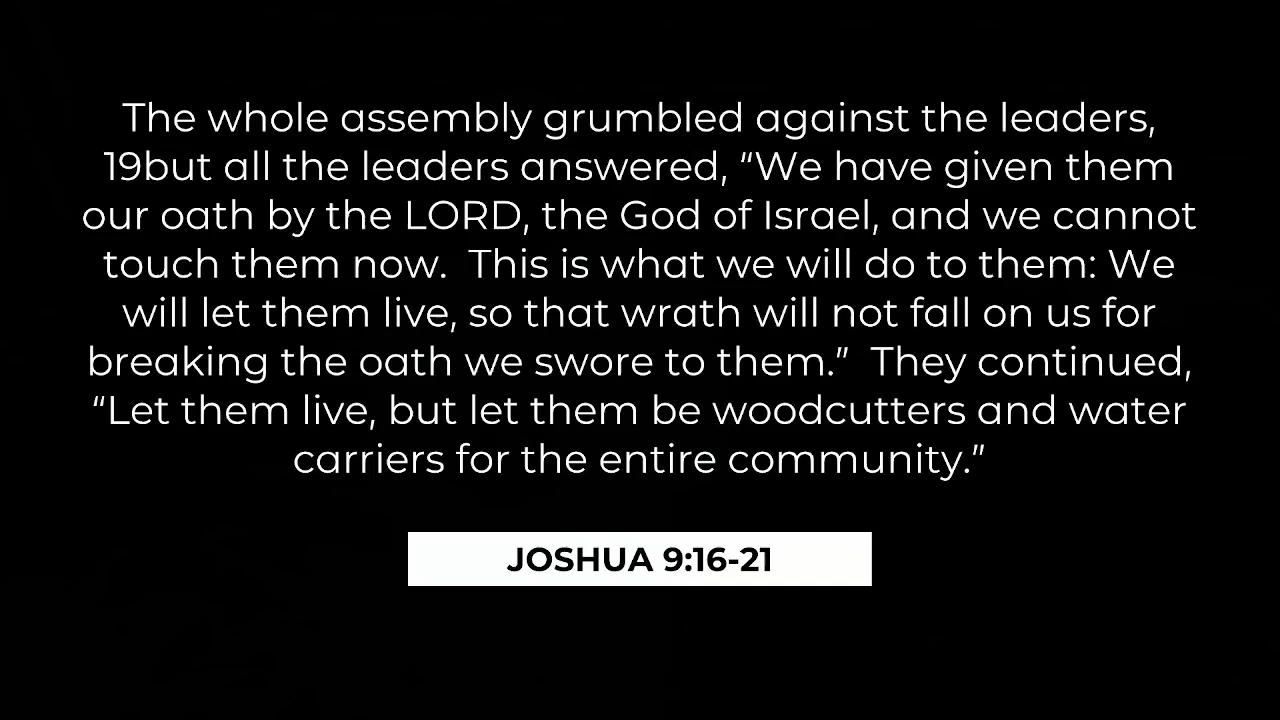 The whole assembly grumbled against the leaders,
19but all the leaders answered, “We have given them
our oath by the LORD, the God of Israel, and we cannot
touch them now.  This is what we will do to them: We
will let them live, so that wrath will not fall on us for
breaking the oath we swore to them.”  They continued,
“Let them live, but let them be woodcutters and water
carriers for the entire community.”
JOSHUA 9:16-21